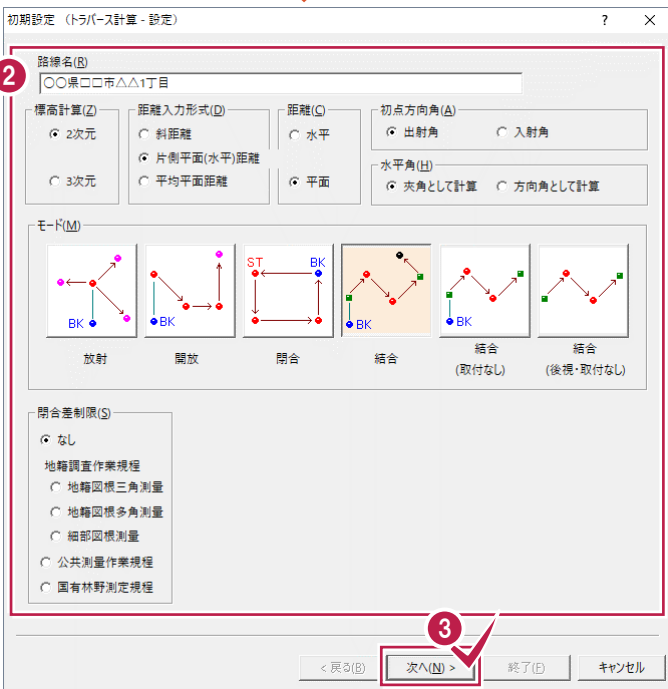 初期設定 （トラバース計算 - 設定）
?
×
2
路線名(R)
○○県□□市△△1丁目
標高計算(Z)
2次元
3次元
距離入力形式(D)
斜距離
片側平面(水平)距離
平均平面距離
距離(C)
水平
平面
初点方向角(A)
出射角
入射角
水平角(H)
夾角として計算
方向角として計算
モード(M)
BK
放射
BK
開放
ST
BK
閉合
BK
結合
BK
結合
(取付なし)
結合
(後視・取付なし)
閉合差制限(S)
なし
地籍調査作業規程
地籍図根三角測量
地籍図根多角測量
細部図根測量
公共測量作業規程
国有林野測定規程
3
< 戻る(B)
次へ(N) >
終了(F)
キャンセル